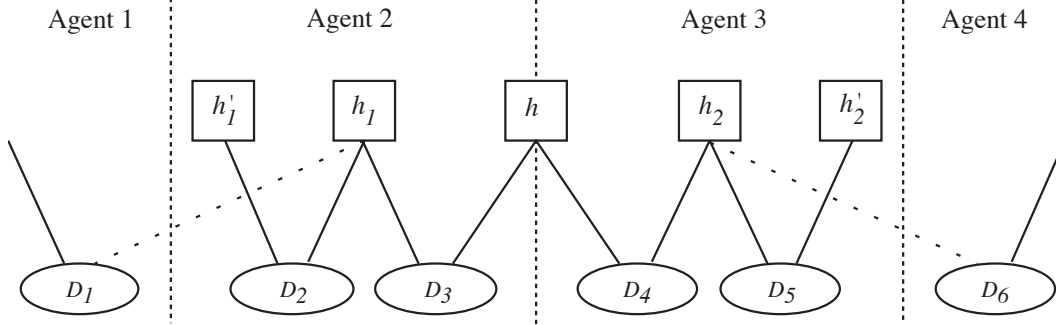 Agent 1 Agent 2 Agent 3 Agent 4
h'1 h1 h h2 h'2
D1 D2 D3 D4 D5 D6